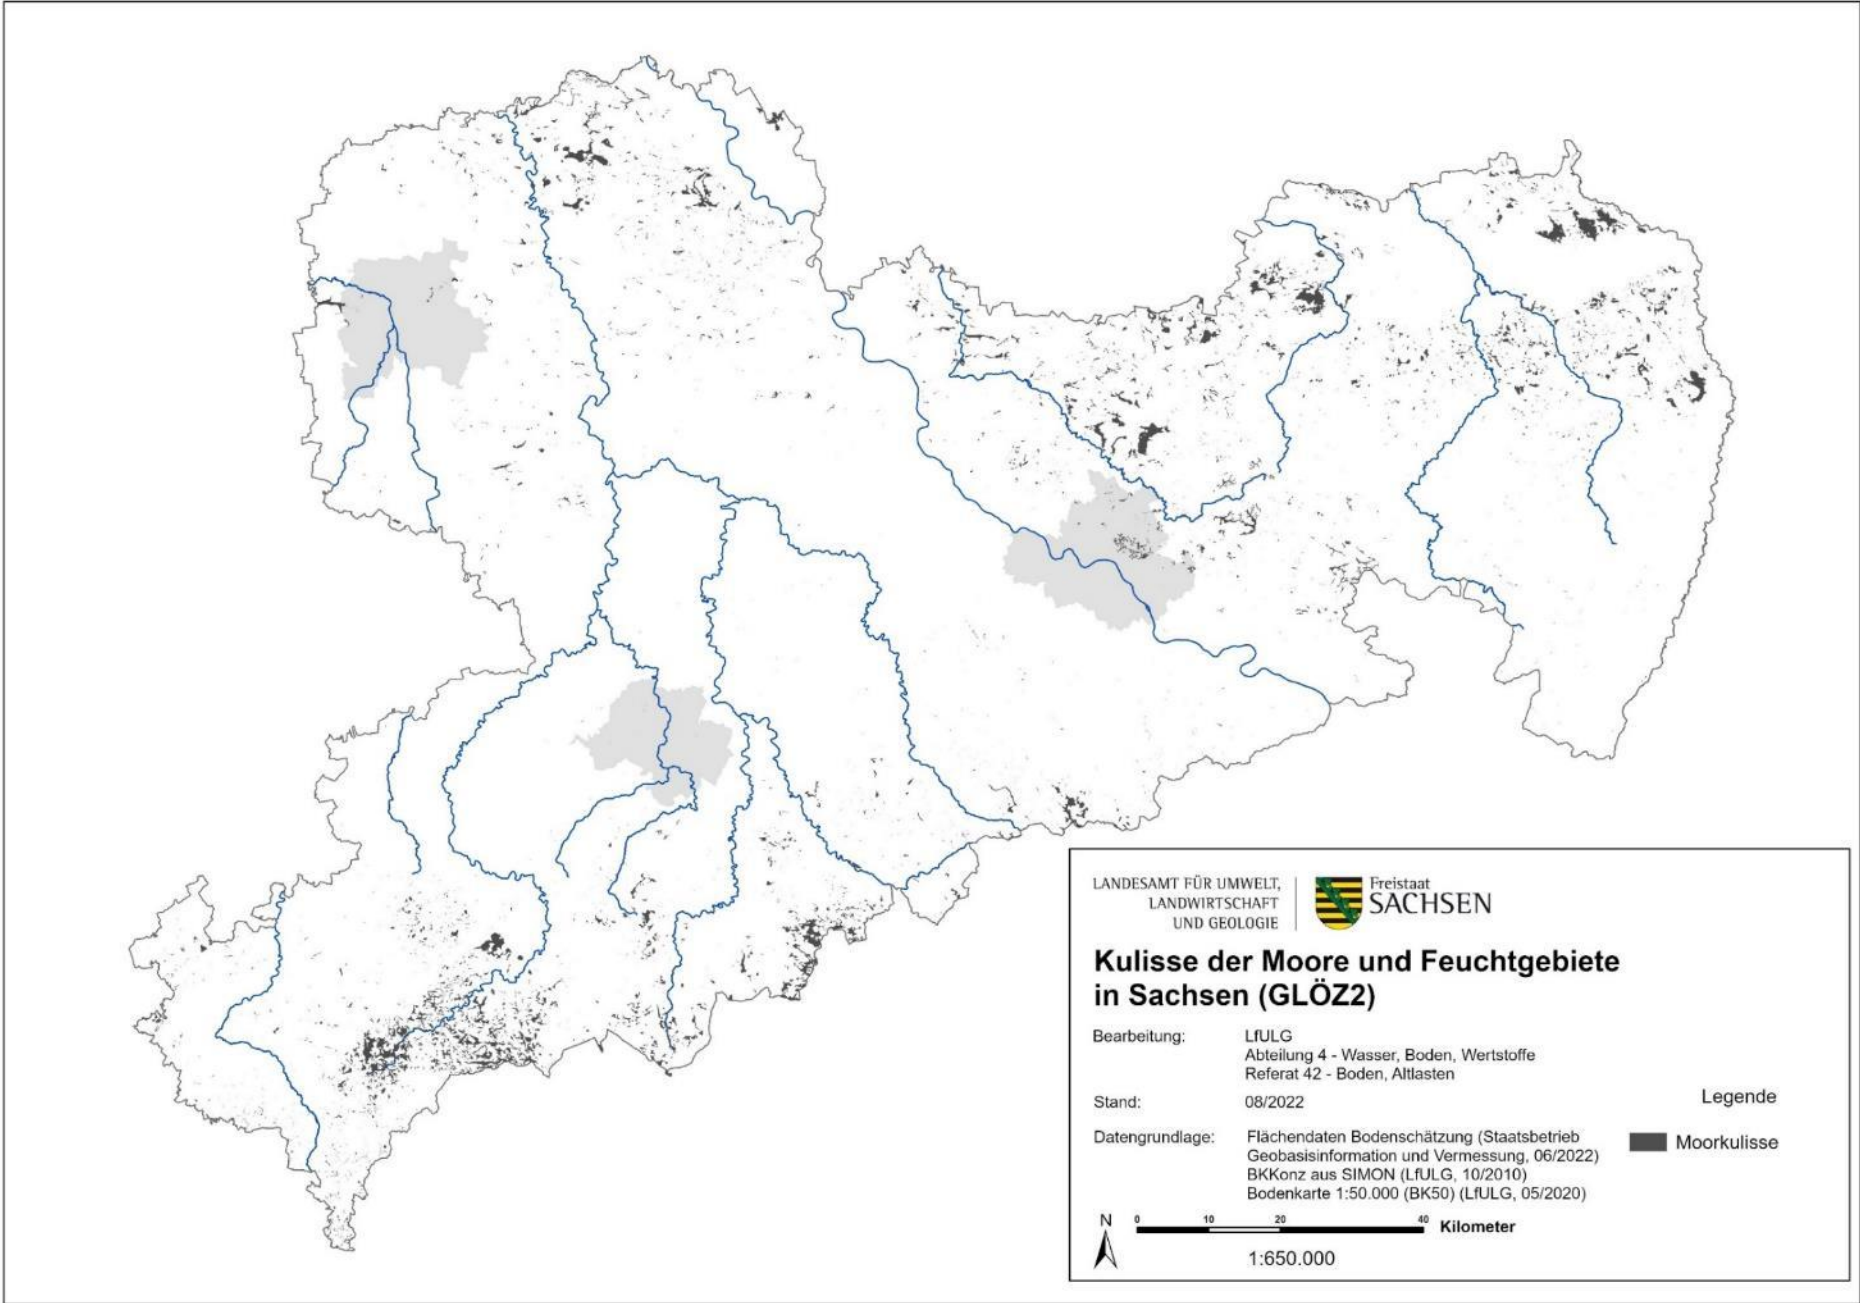 LANDESAMT FÜR UMWELT,
LANDWIRTSCHAFT
UND GEOLOGIE
Freistaat
SACHSEN
Kulisse der Moore und Feuchtgebiete
in Sachsen (GLÖZ2)
Bearbeitung: LfULG
Abteilung 4 - Wasser, Boden, Wertstoffe
Referat 42 - Boden, Altlasten
Stand: 08/2022
Datengrundlage: Flächendaten Bodenschätzung (Staatsbetrieb
Geobasisinformation und Vermessung, 06/2022)
BKKonz aus SIMON (LfULG, 10/2010)
Bodenkarte 1:50.000 (BK50) (LfULG, 05/2020)
Legende
Moorkulisse
N
0 10 20 40 Kilometer
1:650.000